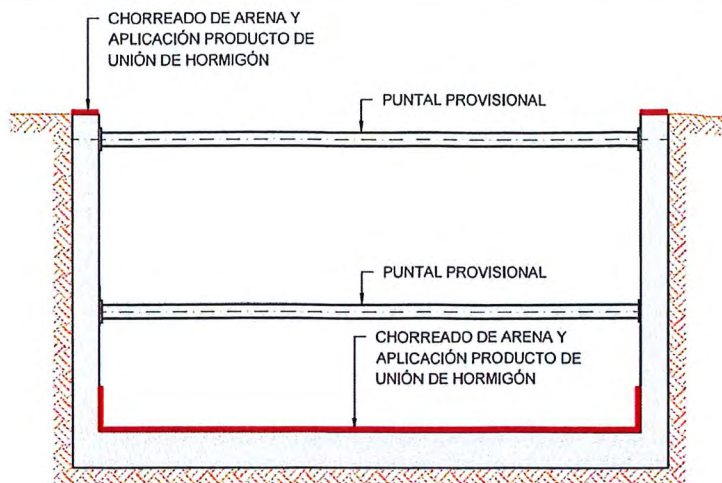 CHORREADO DE ARENA Y
APLICACIÓN PRODUCTO DE
UNIÓN DE HORMIGÓN
PUNTAL PROVISIONAL
PUNTAL PROVISIONAL
CHORREADO DE ARENA Y
APLICACIÓN PRODUCTO DE
UNIÓN DE HORMIGÓN